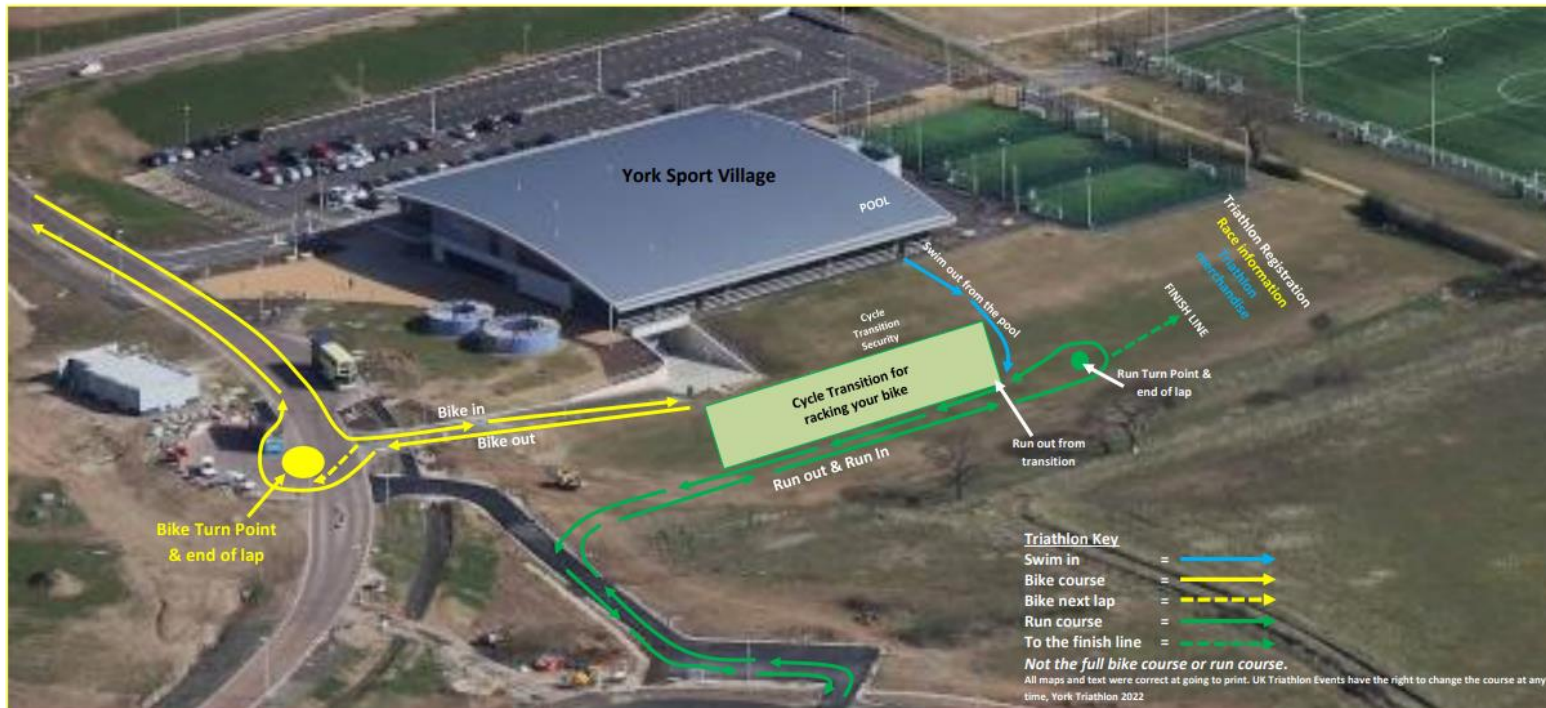 York Sport Village
POOL
Swim out from the pool
Triathlon Registration
Race information
Triathlon
merchandise
FINISH LINE
Cycle
Transition
Security
Cycle Transition for
racking your bike
Run Turn Point &
end of lap
Bike in
Bike out
Run out from
transition
Run out & Run In
Bike Turn Point
& end of lap
Triathlon Key
Swim in =
Bike course =
Bike next lap =
Run course =
To the finish line =
Not the full bike course or run course.
All maps and text were correct at going to print. UK Triathlon Events have the right to change the course at any
time, York Triathlon 2022